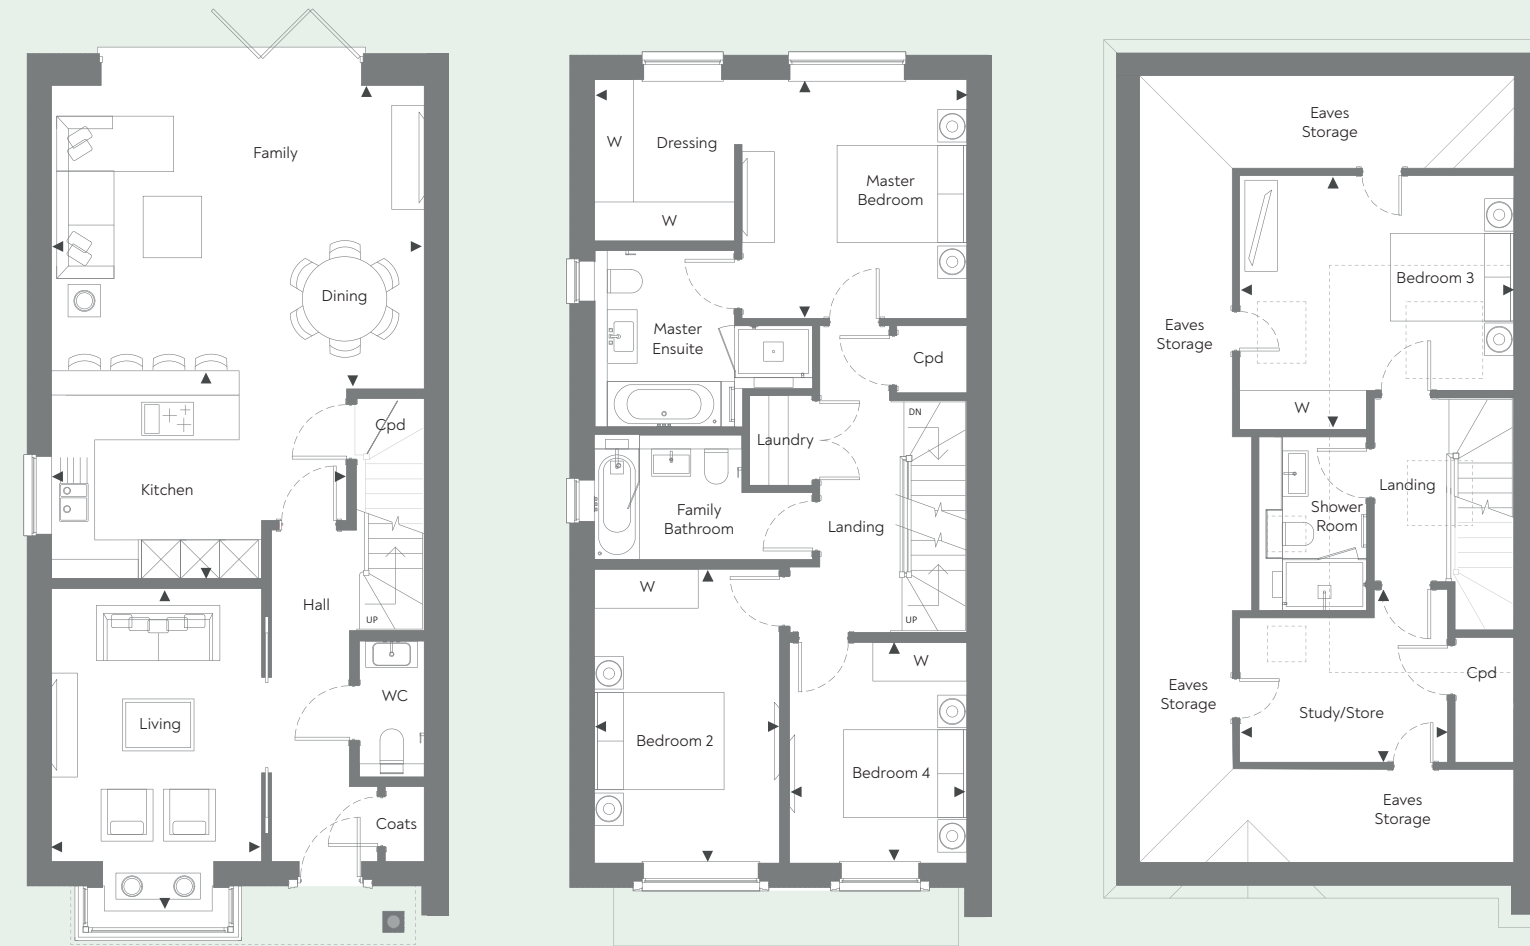 Family
Dining
Cpd
Kitchen
Hall
UP
WC
Living
Coats
W
Dressing
W
Master
Bedroom
Master
Ensuite
Cpd
DN
Laundry
Family
Bathroom
Landing
W
UP
W
Bedroom 2
Bedroom 4
Eaves
Storage
Bedroom 3
Eaves
Storage
W
Landing
Shower
Room
Cpd
Eaves
Storage
Study/Store
Eaves
Storage